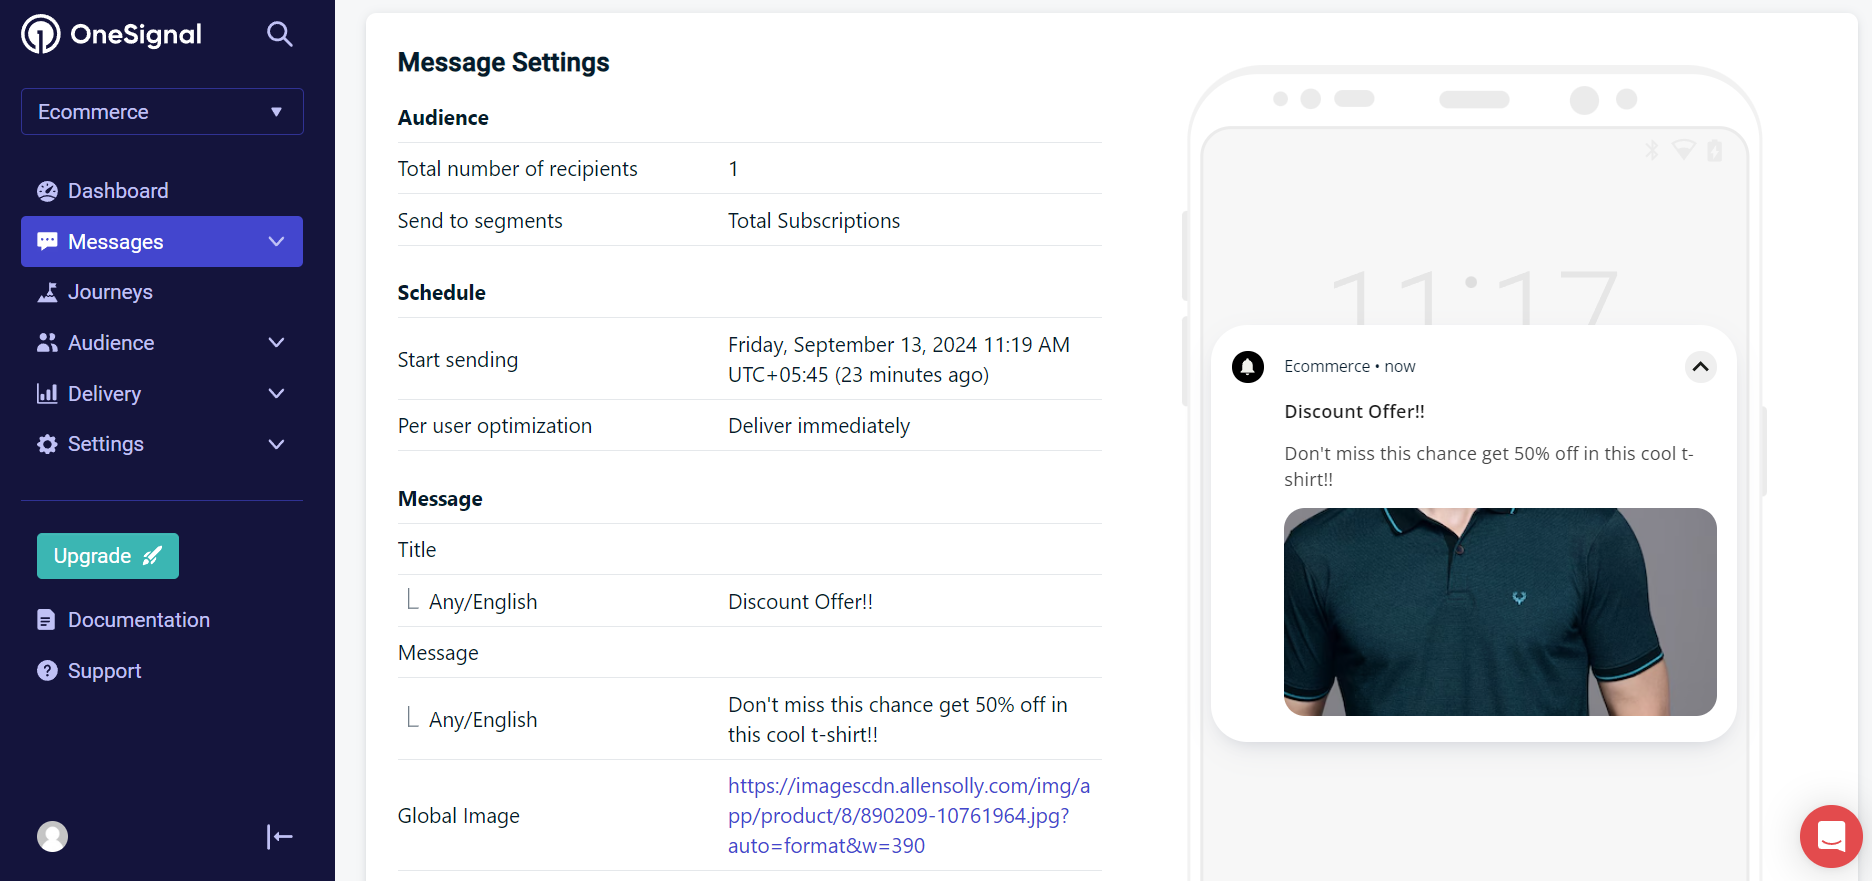 OneSignal
Ecommerce
Dashboard
Messages
Journeys
Audience
Delivery
Settings
Upgrade
Documentation
Support
Message Settings
Audience
Total number of recipients 1
Send to segments Total Subscriptions
Schedule
Start sending Friday, September 13, 2024 11:19 AM
UTC+05:45 (23 minutes ago)
Per user optimization Deliver immediately
Message
Title
Any/English Discount Offer!!
Message
Any/English Don't miss this chance get 50% off in
this cool t-shirt!!
Global Image https://imagescdn.allensolly.com/img/a
pp/product/8/890209-10761964.jpg?
auto=format&w=390
11:17
Ecommerce • now
Discount Offer!!
Don't miss this chance get 50% off in this cool t-
shirt!!